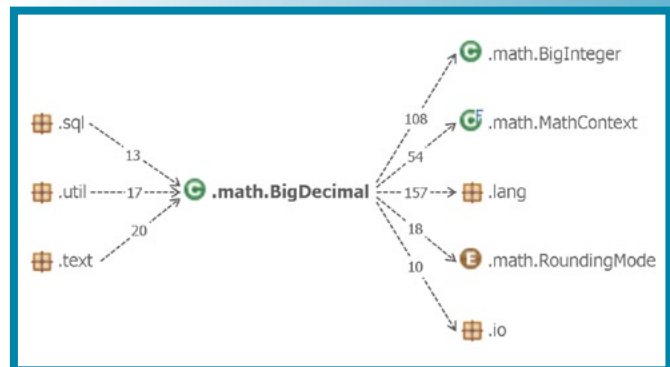 .math.BigInteger
108
.sql
.math.MathContext
13
54
.util
17
.math.BigDecimal
157
.lang
20
18
.text
.math.RoundingMode
10
.io
C
CF
C
E